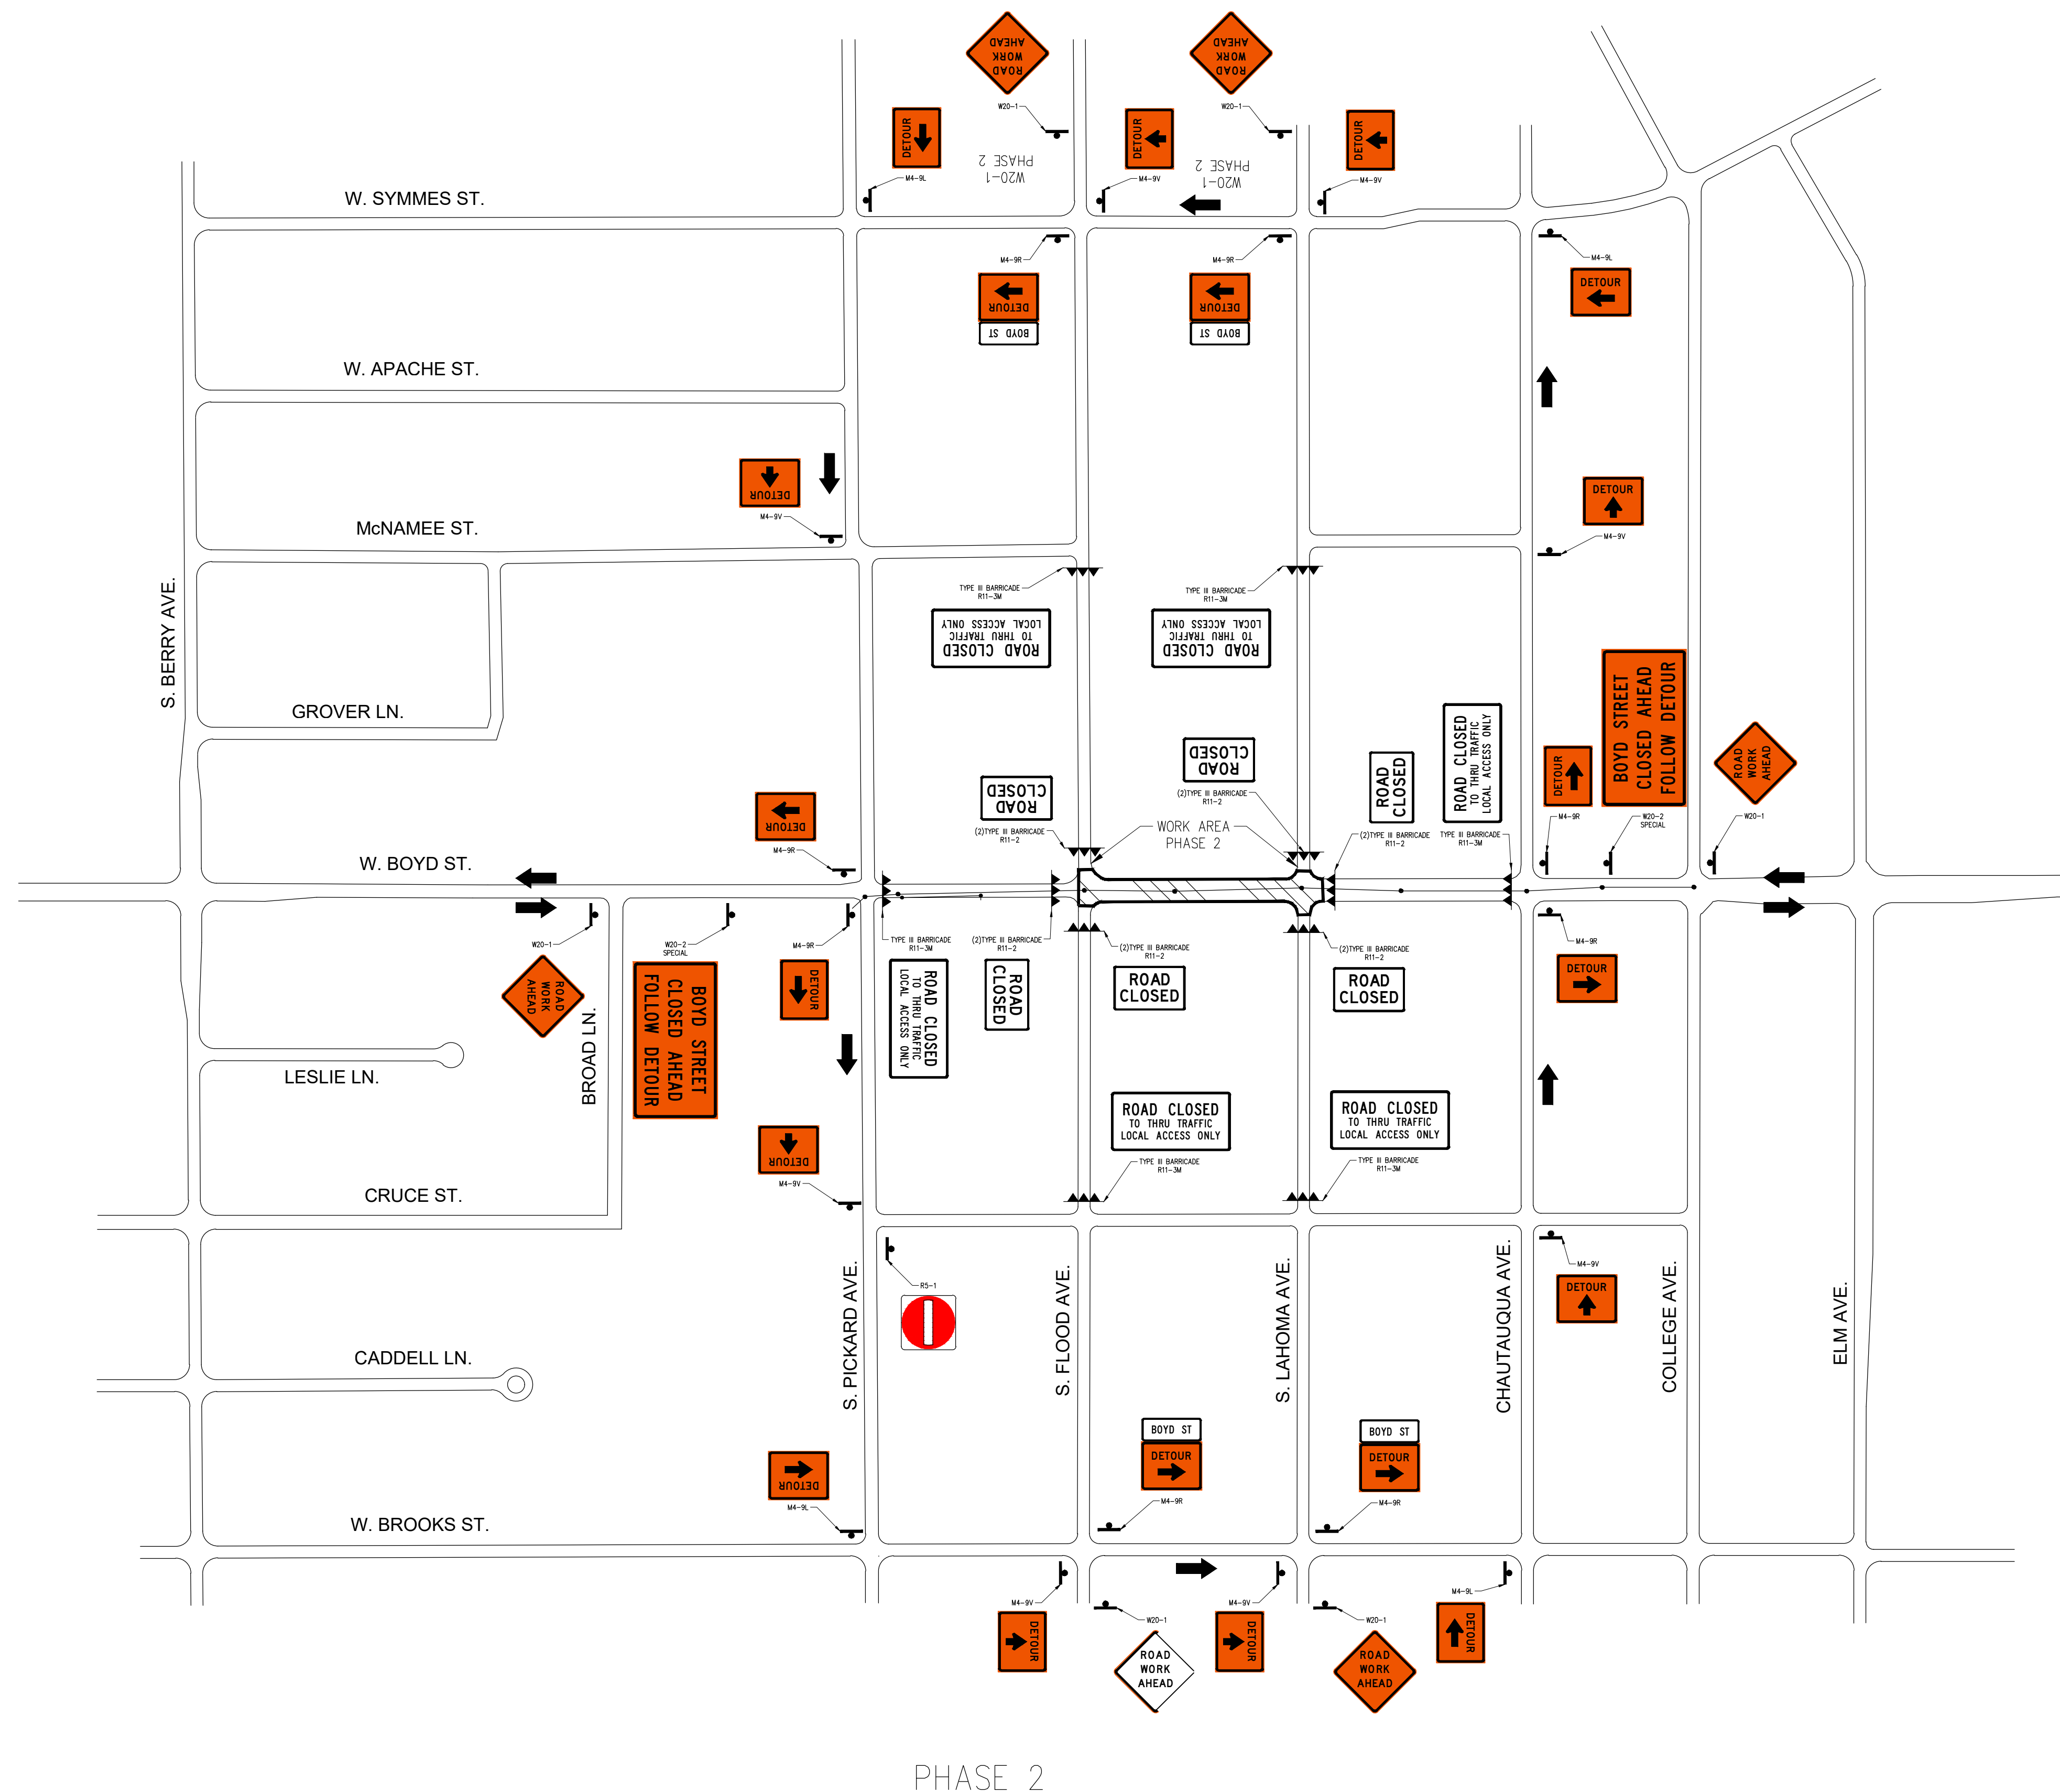 ROAD
WORK
AHEAD
W20-1
ROAD
WORK
AHEAD
W20-1
DETOUR
M4-9L
W20-1
PHASE 2
DETOUR
M4-9V
W20-1
PHASE 2
DETOUR
M4-9V
W. SYMMES ST.
M4-9R
DETOUR
BOYD ST
M4-9R
DETOUR
BOYD ST
M4-9L
DETOUR
W. APACHE ST.
DETOUR
M4-9V
DETOUR
M4-9V
McNAMEE ST.
TYPE III BARRICADE
R11-3M
ROAD CLOSED
TO THRU TRAFFIC
LOCAL ACCESS ONLY
TYPE III BARRICADE
R11-3M
ROAD CLOSED
TO THRU TRAFFIC
LOCAL ACCESS ONLY
S. BERRY AVE.
GROVER LN.
ROAD
CLOSED
(2)TYPE III BARRICADE
R11-2
ROAD
CLOSED
(2)TYPE III BARRICADE
R11-2
WORK AREA
PHASE 2
ROAD
CLOSED
(2)TYPE III BARRICADE
R11-2
ROAD CLOSED
TO THRU TRAFFIC
LOCAL ACCESS ONLY
TYPE III BARRICADE
R11-3M
DETOUR
M4-9R
BOYD STREET
CLOSED AHEAD
FOLLOW DETOUR
W20-2
SPECIAL
ROAD
WORK
AHEAD
W20-1
DETOUR
M4-9R
W. BOYD ST.
W20-1
ROAD
WORK
AHEAD
W20-2
SPECIAL
BOYD STREET
CLOSED AHEAD
FOLLOW DETOUR
M4-9R
DETOUR
TYPE III BARRICADE
R11-3M
ROAD CLOSED
TO THRU TRAFFIC
LOCAL ACCESS ONLY
(2)TYPE III BARRICADE
R11-2
ROAD
CLOSED
(2)TYPE III BARRICADE
R11-2
ROAD
CLOSED
(2)TYPE III BARRICADE
R11-2
ROAD
CLOSED
M4-9R
DETOUR
LESLIE LN.
BROAD LN.
DETOUR
M4-9V
ROAD CLOSED
TO THRU TRAFFIC
LOCAL ACCESS ONLY
TYPE III BARRICADE
R11-3M
ROAD CLOSED
TO THRU TRAFFIC
LOCAL ACCESS ONLY
TYPE III BARRICADE
R11-3M
CRUCE ST.
R5-1
M4-9V
DETOUR
S. PICKARD AVE.
S. FLOOD AVE.
S. LAHOMA AVE.
CHAUTAUQUA AVE.
COLLEGE AVE.
ELM AVE.
CADDELL LN.
DETOUR
M4-9L
BOYD ST
DETOUR
M4-9R
BOYD ST
DETOUR
M4-9R
W. BROOKS ST.
M4-9V
DETOUR
W20-1
ROAD
WORK
AHEAD
M4-9V
DETOUR
W20-1
ROAD
WORK
AHEAD
M4-9L
DETOUR
PHASE 2